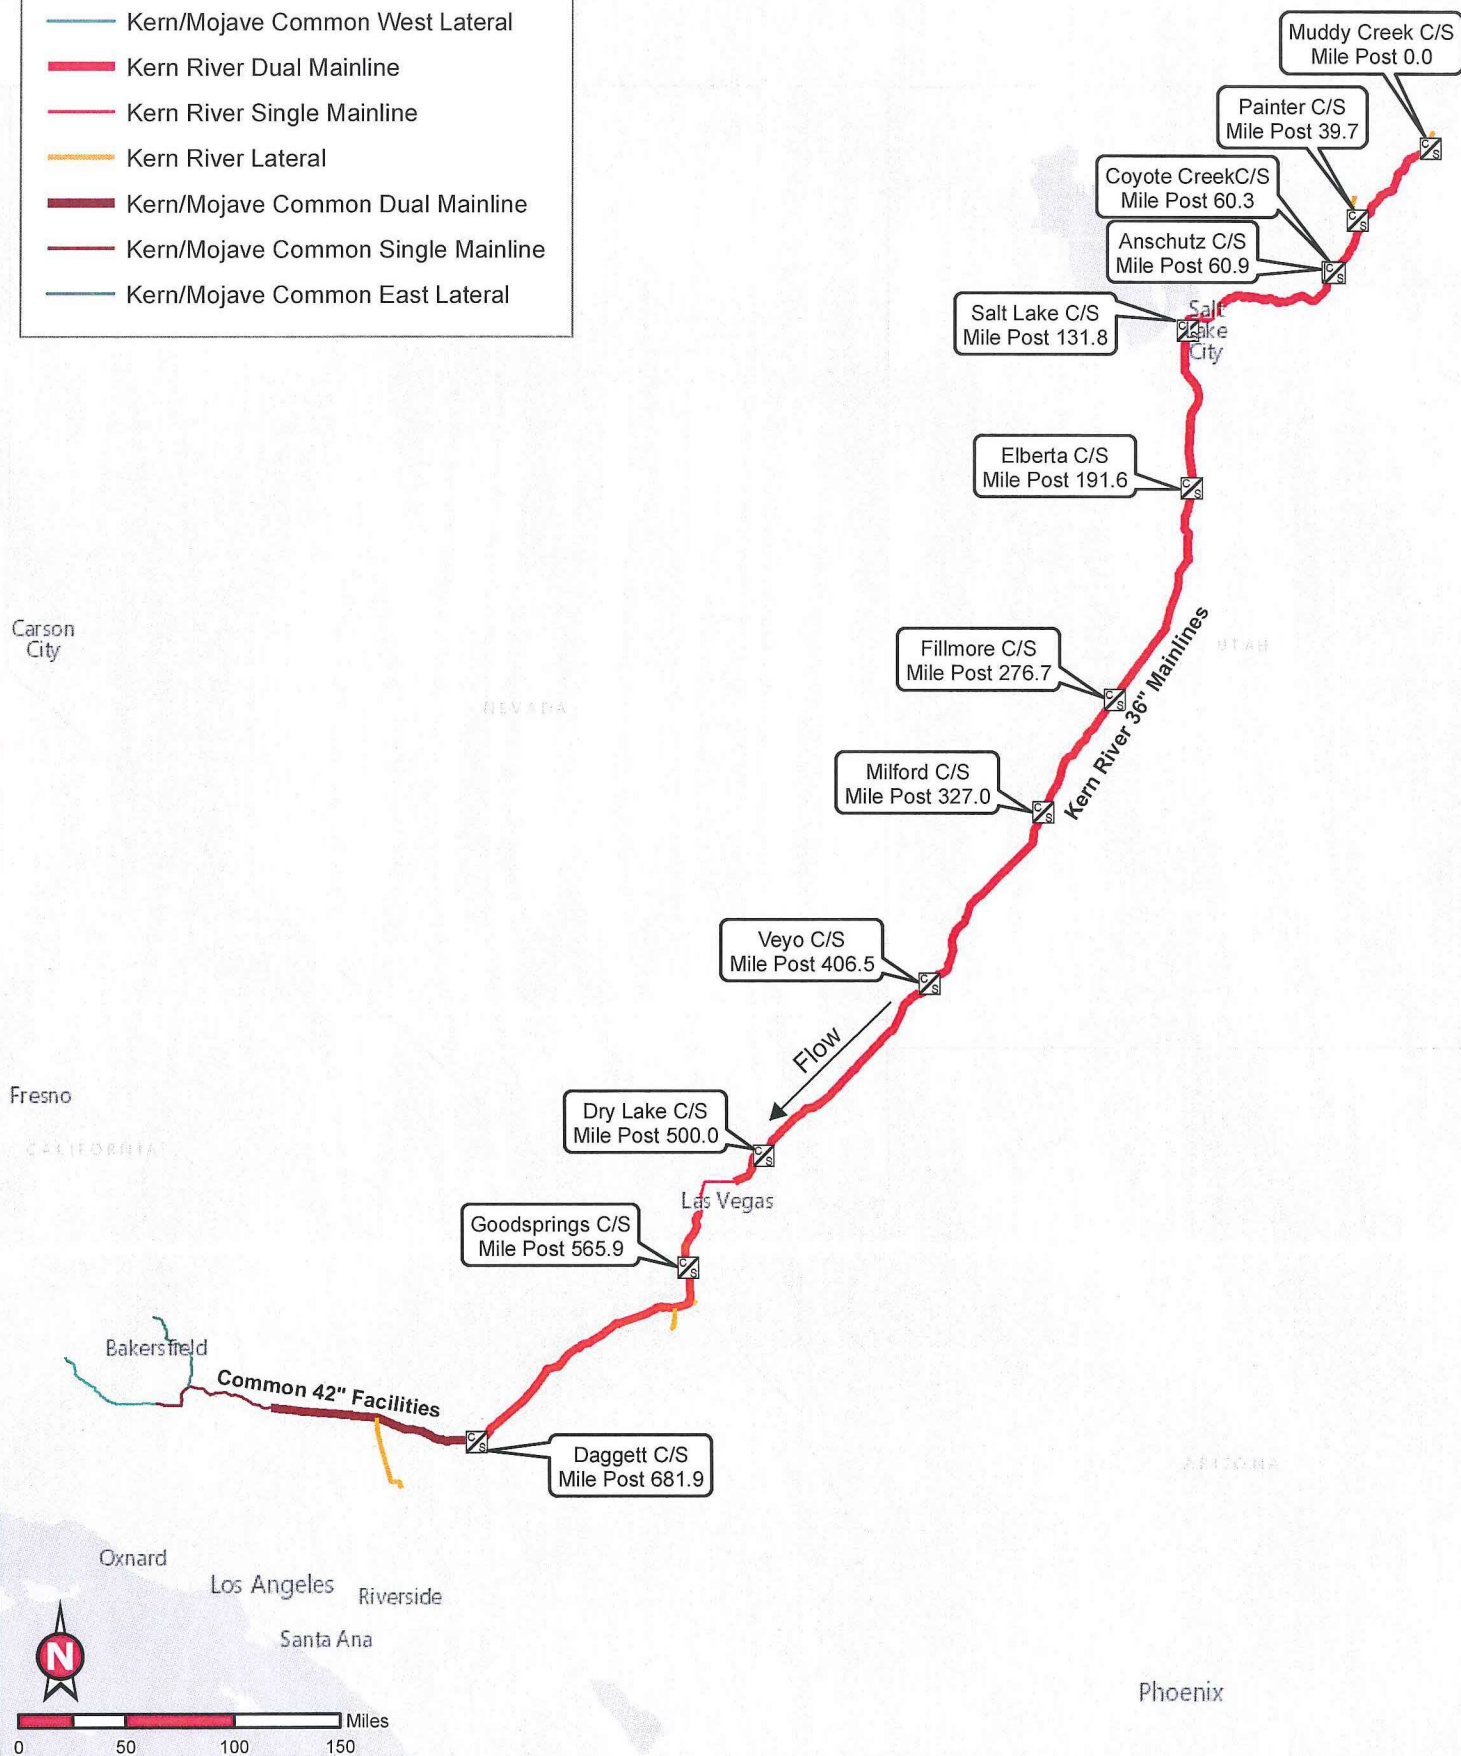 Kern/Mojave Common West Lateral
Kern River Dual Mainline
Kern River Single Mainline
Kern River Lateral
Kern/Mojave Common Dual Mainline
Kern/Mojave Common Single Mainline
Kern/Mojave Common East Lateral
Muddy Creek C/S
Mile Post 0.0
C/S
Painter C/S
Mile Post 39.7
C/S
Coyote CreekC/S
Mile Post 60.3
Anschutz C/S
Mile Post 60.9
C/S
Salt Lake C/S
Mile Post 131.8
C/S
Salt
Lake
City
Elberta C/S
Mile Post 191.6
C/S
Carson
City
UTAH
NEVADA
Fillmore C/S
Mile Post 276.7
C/S
Kern River 36" Mainlines
Milford C/S
Mile Post 327.0
C/S
Veyo C/S
Mile Post 406.5
C/S
Flow
Fresno
CALIFORNIA
Dry Lake C/S
Mile Post 500.0
C/S
Las Vegas
Goodsprings C/S
Mile Post 565.9
C/S
Bakersfield
Common 42" Facilities
C/S
Daggett C/S
Mile Post 681.9
ARIZONA
Oxnard
Los Angeles
Riverside
Santa Ana
Phoenix
N
Miles
0 50 100 150